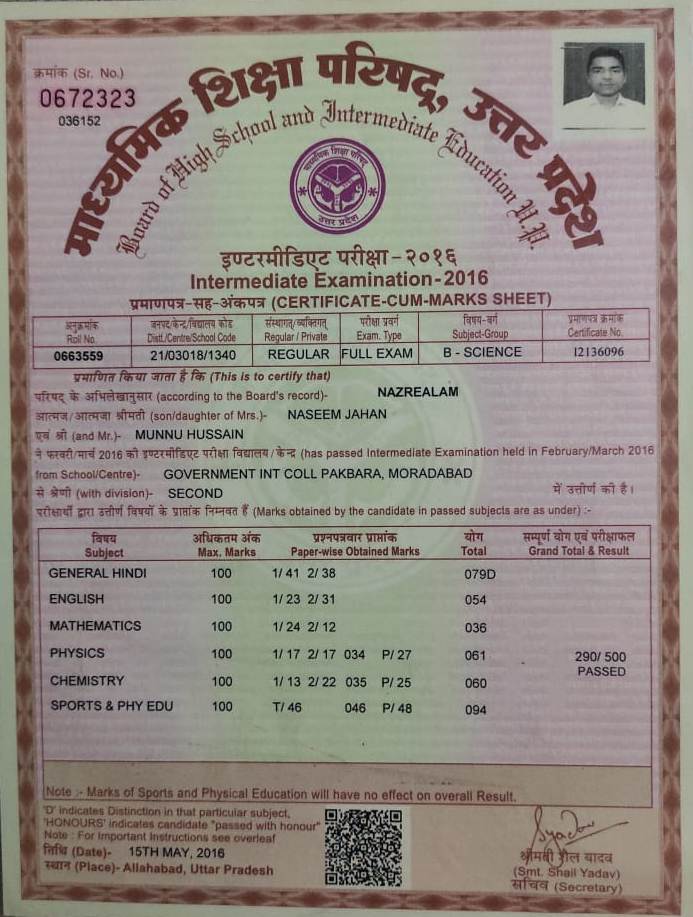 क्रमांक (Sr. No.)
0672323
036152
माध्यमिक शिक्षा परिषद्, उत्तर प्रदेश
Board of High School and Intermediate Education U.P.
माध्यमिक शिक्षा परिषद्
उत्तर प्रदेश
इण्टरमीडिएट परीक्षा-२०१६
Intermediate Examination-2016
प्रमाणपत्र-सह-अंकपत्र (CERTIFICATE-CUM-MARKS SHEET)
अनुक्रमांक जनपद/केन्द्र/विद्यालय कोड संस्थागत/व्यक्तिगत परीक्षा प्रवर्ग विषय-वर्ग प्रमाणपत्र क्रमांक
Roll No. Distt./Centre/School Code Regular / Private Exam. Type Subject-Group Certificate No.
0663559 21/03018/1340 REGULAR FULL EXAM B - SCIENCE I2136096
प्रमाणित किया जाता है कि (This is to certify that)
परिषद् के अभिलेखानुसार (according to the Board's record)- NAZREALAM
आत्मज/आत्मजा श्रीमती (son/daughter of Mrs.)- NASEEM JAHAN
एवं श्री (and Mr.)- MUNNU HUSSAIN
ने फरवरी/मार्च 2016 की इण्टरमीडिएट परीक्षा विद्यालय/केन्द्र (has passed Intermediate Examination held in February/March 2016
from School/Centre)- GOVERNMENT INT COLL PAKBARA, MORADABAD
से श्रेणी (with division)- SECOND में उत्तीर्ण की है।
परीक्षार्थी द्वारा उत्तीर्ण विषयों के प्राप्तांक निम्नवत हैं (Marks obtained by the candidate in passed subjects are as under) :-
विषय अधिकतम अंक प्रश्नपत्रवार प्राप्तांक योग सम्पूर्ण योग एवं परीक्षाफल
Subject Max. Marks Paper-wise Obtained Marks Total Grand Total & Result
GENERAL HINDI 100 1/ 41 2/ 38 079D
ENGLISH 100 1/ 23 2/ 31 054
MATHEMATICS 100 1/ 24 2/ 12 036
PHYSICS 100 1/ 17 2/ 17 034 P/ 27 061 290/ 500
PASSED
CHEMISTRY 100 1/ 13 2/ 22 035 P/ 25 060
SPORTS & PHY EDU 100 T/ 46 046 P/ 48 094
Note :- Marks of Sports and Physical Education will have no effect on overall Result.
'D' indicates Distinction in that particular subject,
'HONOURS' indicates candidate "passed with honour"
Note : For Important Instructions see overleaf
तिथि (Date)- 15TH MAY, 2016
स्थान (Place)- Allahabad, Uttar Pradesh
श्रीमती शैल यादव
(Smt. Shail Yadav)
सचिव (Secretary)